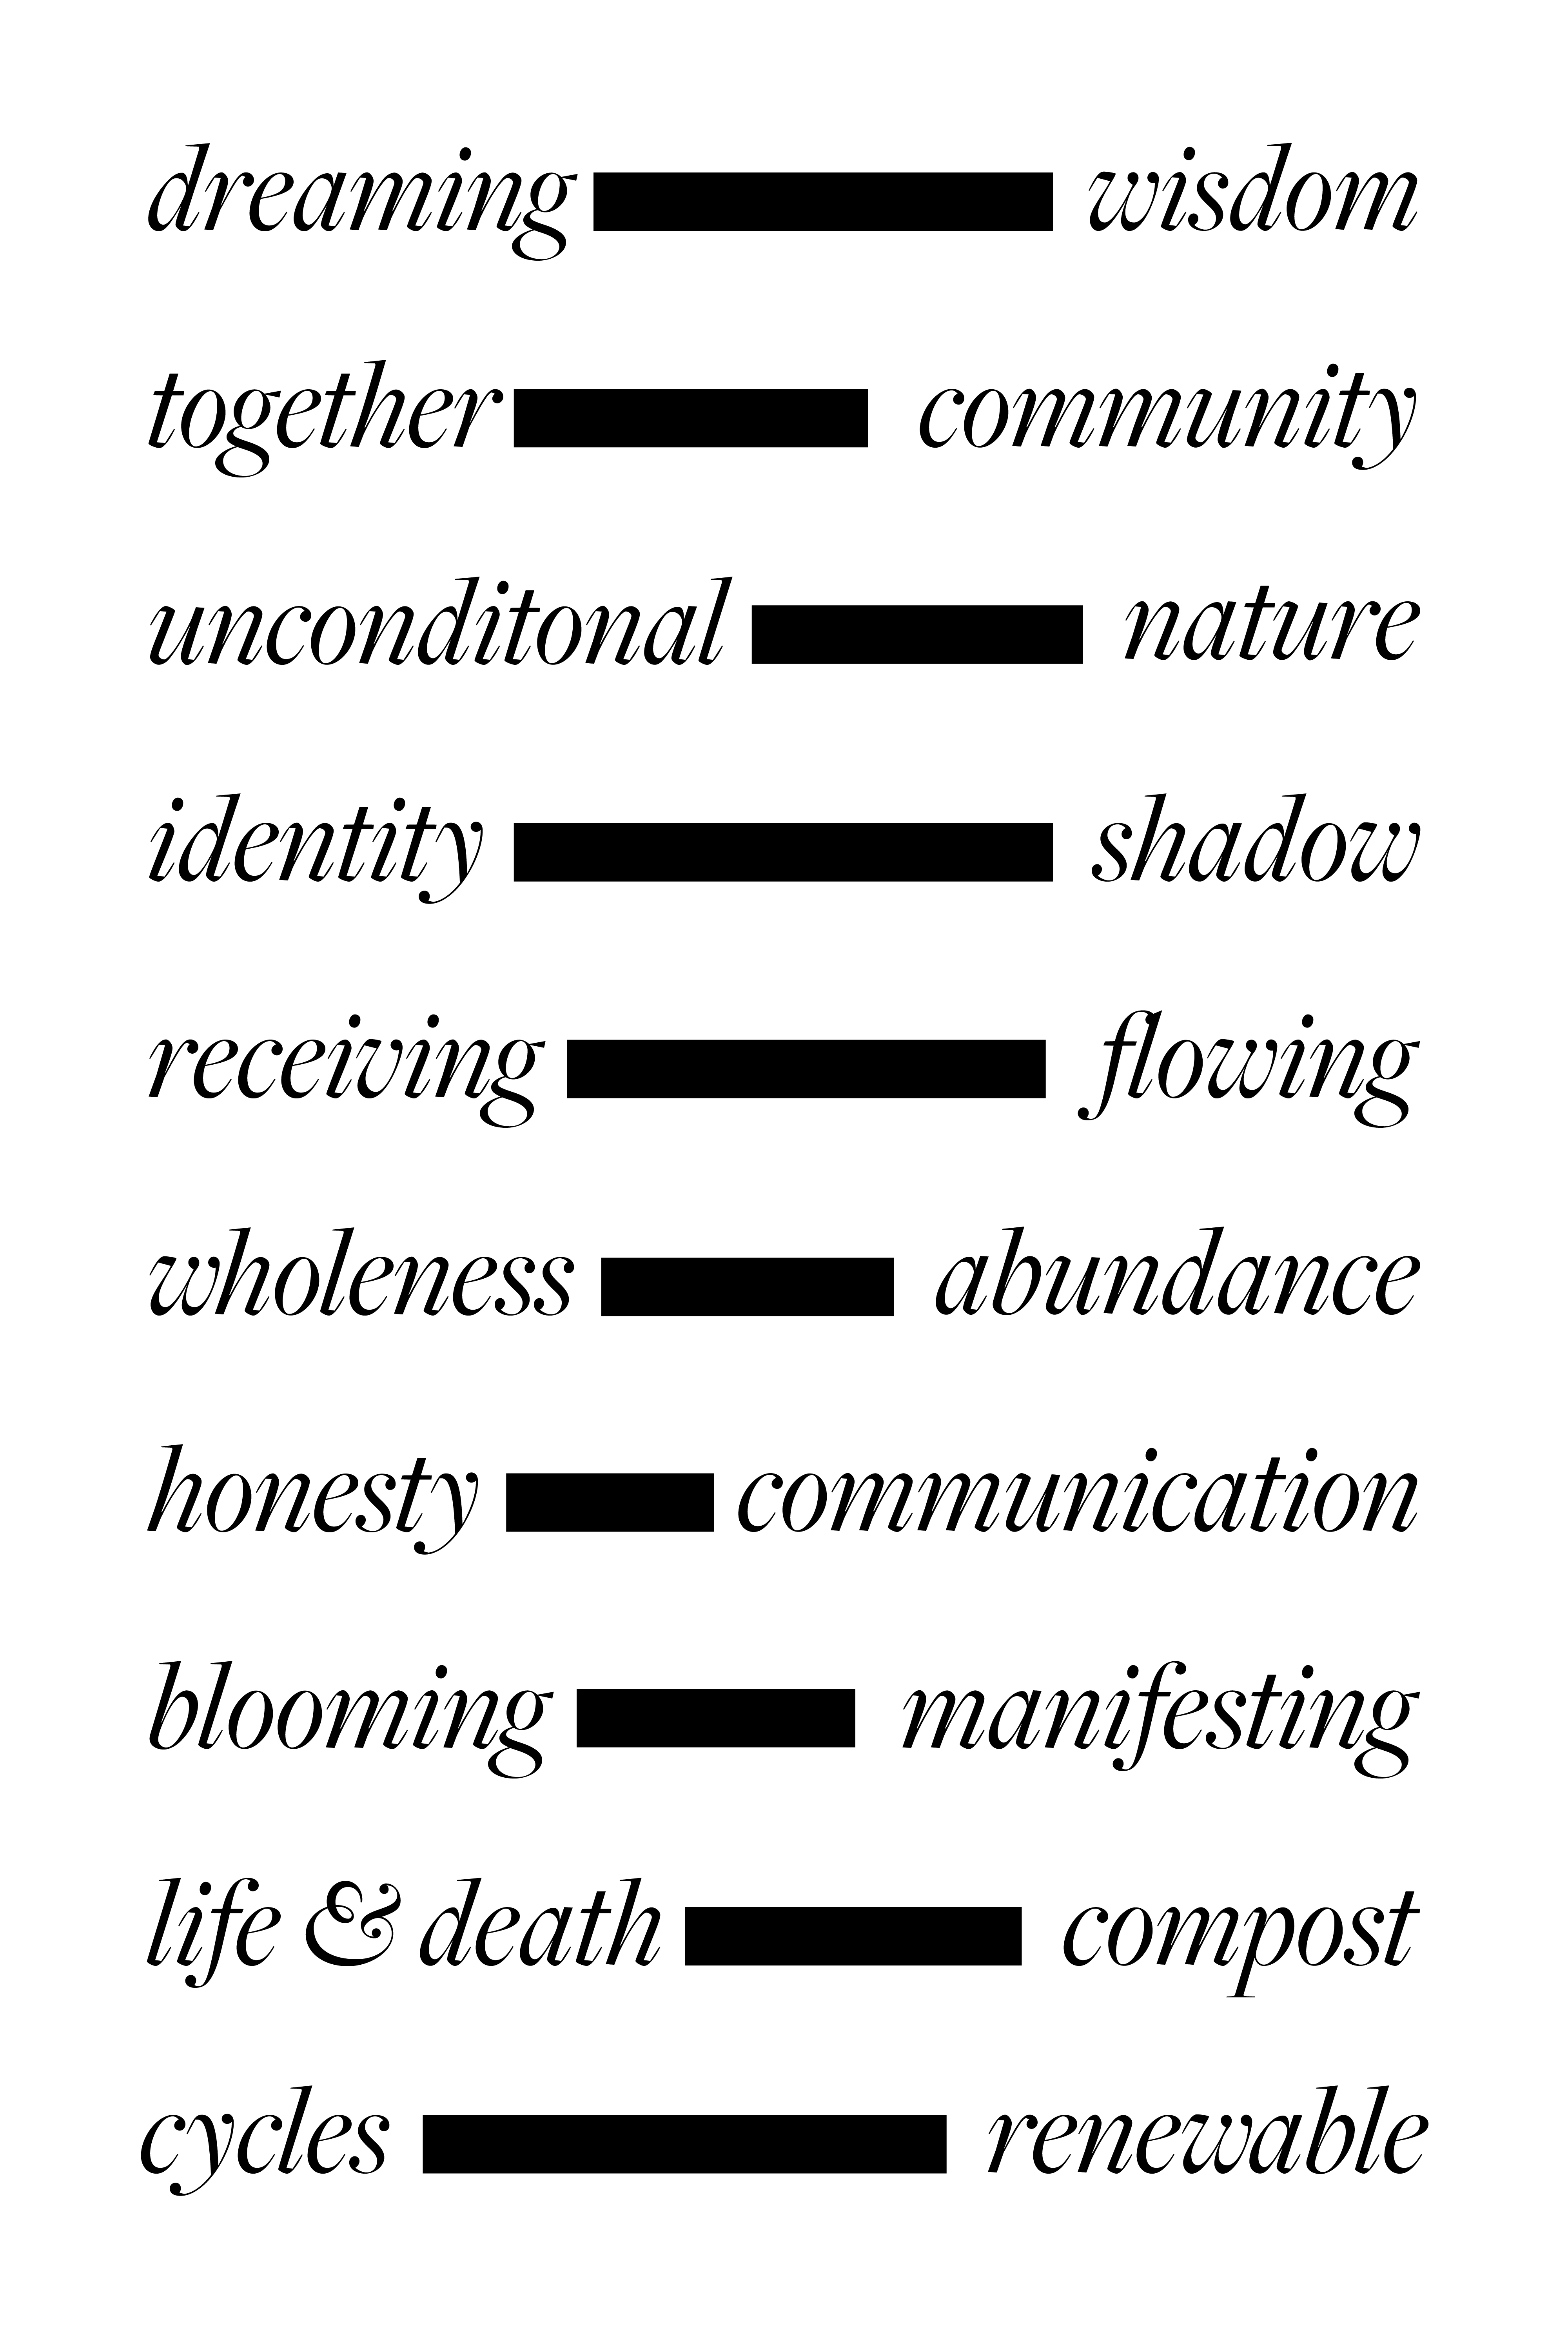 dreaming wisdom
together community
unconditonal nature
identity shadow
receiving flowing
wholeness abundance
honesty communication
blooming manifesting
life & death compost
cycles renewable